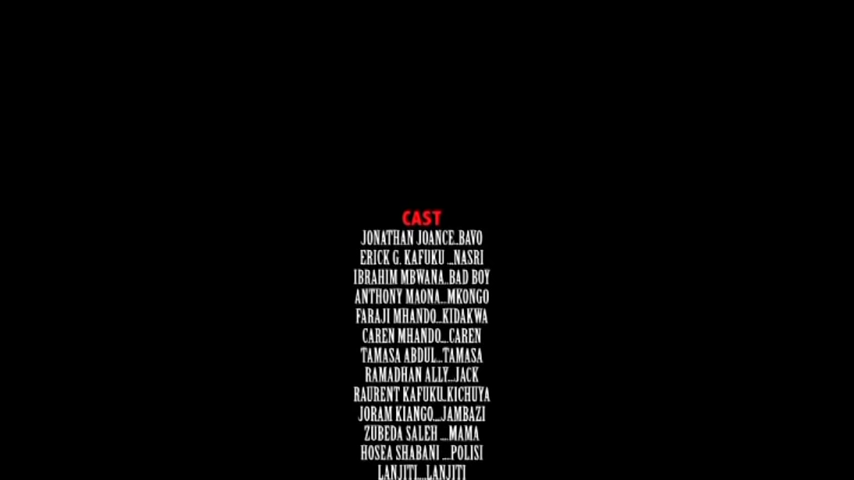 CAST
JONATHAN JOANCE..BAVO
ERICK G. KAFUKU ...NASRI
IBRAHIM MBWANA..BAD BOY
ANTHONY MAONA...MKONGO
FARAJI MHANDO...KIDAKWA
CAREN MHANDO....CAREN
TAMASA ABDUL...TAMASA
RAMADHAN ALLY...JACK
RAURENT KAFUKU..KICHUYA
JORAM KIANGO....JAMBAZI
ZUBEDA SALEH ....MAMA
HOSEA SHABANI ....POLISI
LANJITI....LANJITI